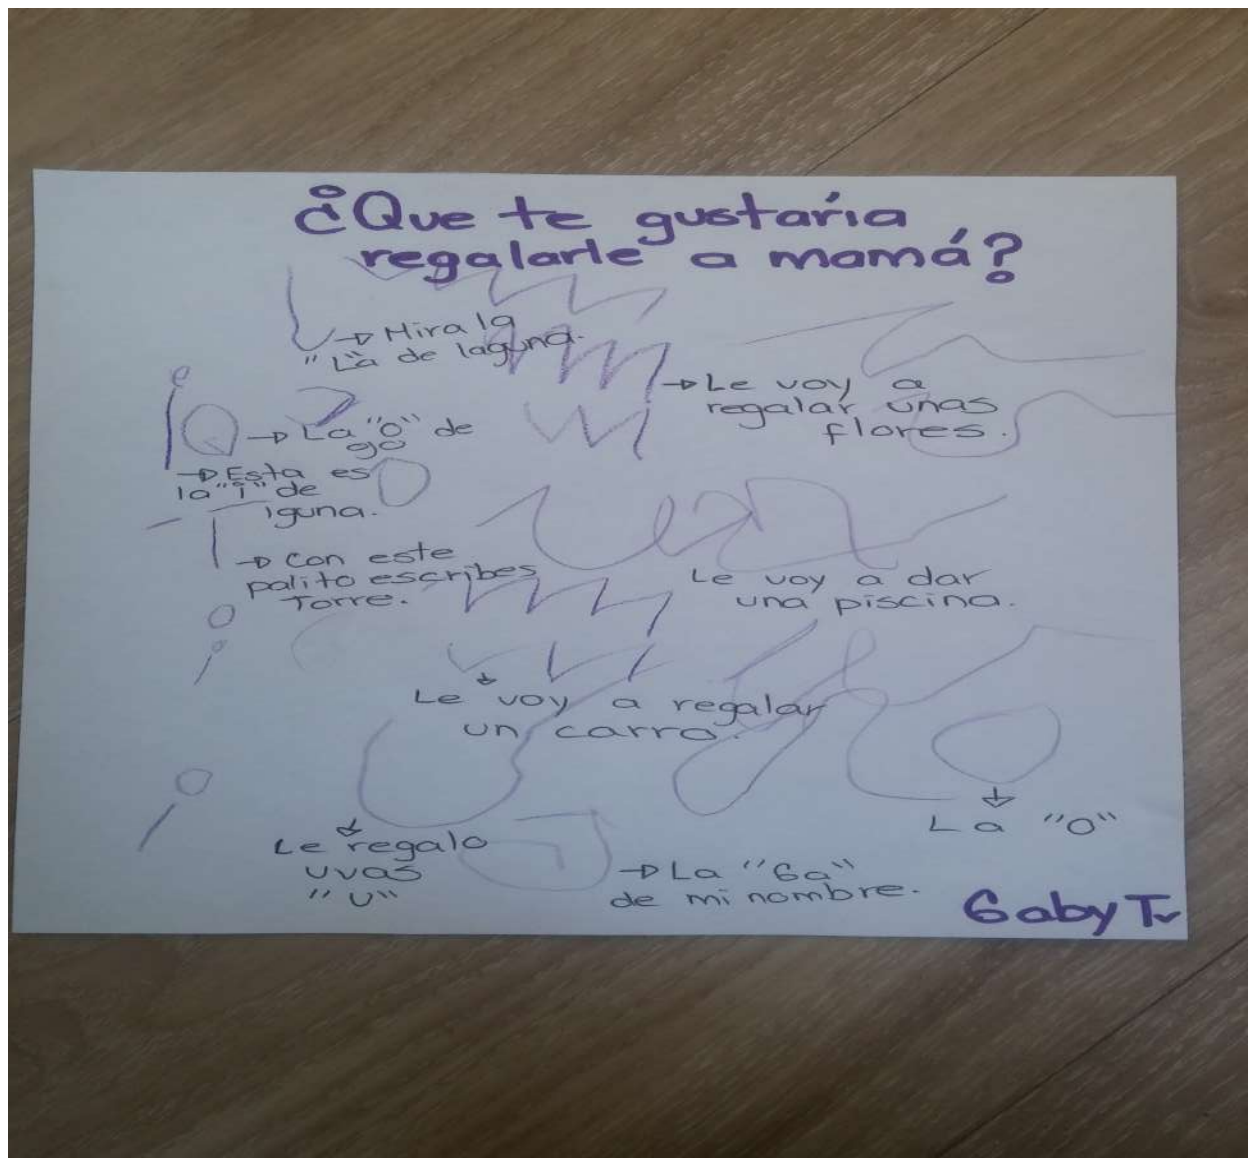 ¿Que te gustaría
regalarle a mamá?
→ Mira la
"L"a de laguna.
→ Le voy a
regalar unas
flores.
→ La "o" de
ojo
→ Esta es
la "i" de
iguna.
→ Con este
palito escribes
Torre.
Le voy a dar
una piscina.
Le voy a regalar
un carro.
La "O"
Le regalo
uvas
"U"
→ La "Ga"
de mi nombre.
Gaby Tv